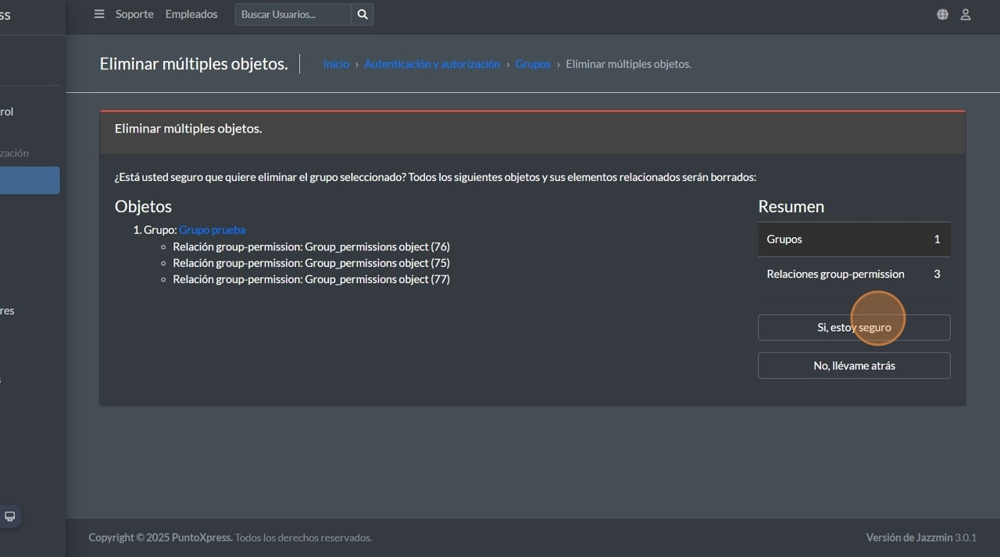 ss
Soporte Empleados Buscar Usuarios...
Eliminar múltiples objetos. Inicio › Autenticación y autorización › Grupos › Eliminar múltiples objetos.
rol
zación
Eliminar múltiples objetos.
¿Está usted seguro que quiere eliminar el grupo seleccionado? Todos los siguientes objetos y sus elementos relacionados serán borrados:
Objetos
1. Grupo: Grupo prueba
Relación group-permission: Group_permissions object (76)
Relación group-permission: Group_permissions object (75)
Relación group-permission: Group_permissions object (77)
Resumen
Grupos 1
Relaciones group-permission 3
Si, estoy seguro
No, llévame atrás
res
s
Copyright © 2025 PuntoXpress. Todos los derechos reservados.
Versión de Jazzmin 3.0.1